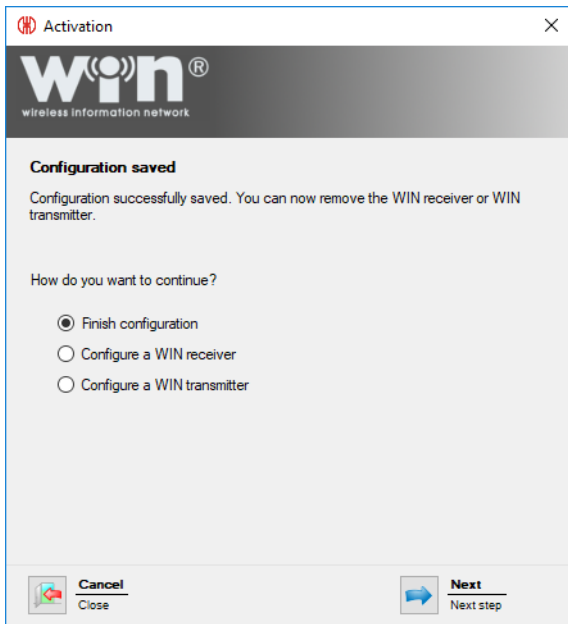 Activation
WIN®
wireless information network
Configuration saved
Configuration successfully saved. You can now remove the WIN receiver or WIN
transmitter.
How do you want to continue?
Finish configuration
Configure a WIN receiver
Configure a WIN transmitter
Cancel
Close
Next
Next step